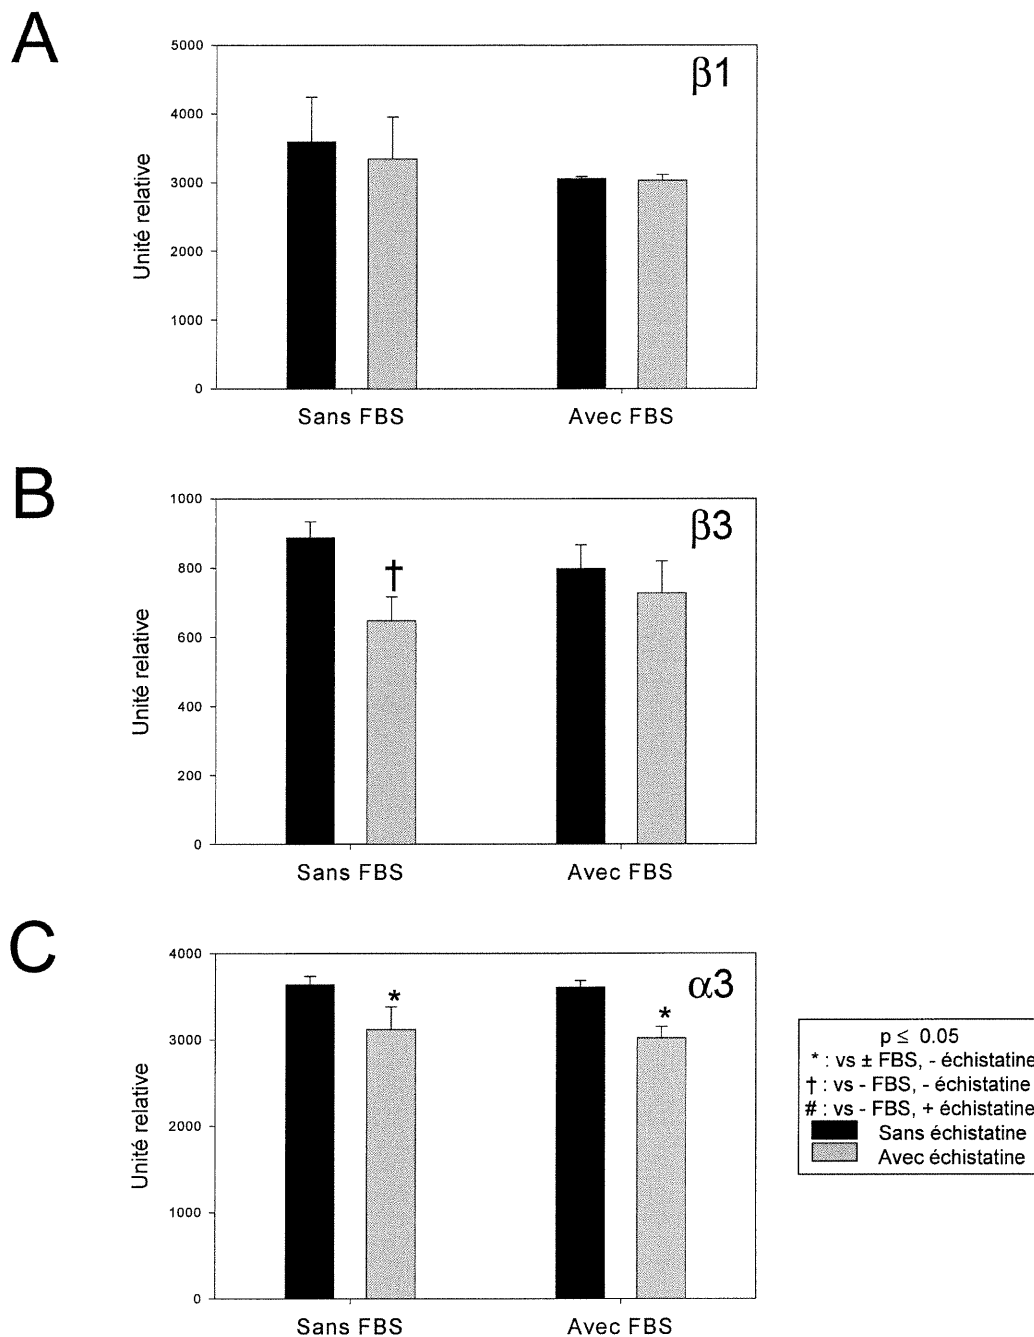 A
β1
Unité relative
5000
4000
3000
2000
1000
0
Sans FBS
Avec FBS
B
β3
Unité relative
1000
800
600
400
200
0
†
Sans FBS
Avec FBS
C
α3
Unité relative
4000
3000
2000
1000
0
*
*
Sans FBS
Avec FBS
p ≤ 0.05
* : vs ± FBS, - échistatine
† : vs - FBS, - échistatine
# : vs - FBS, + échistatine
Sans échistatine
Avec échistatine